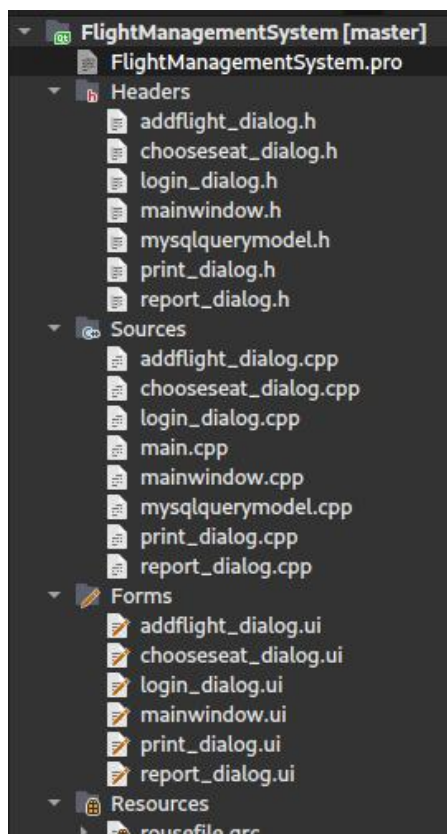 FlightManagementSystem [master]
FlightManagementSystem.pro
Headers
addflight_dialog.h
chooseseat_dialog.h
login_dialog.h
mainwindow.h
mysqlquerymodel.h
print_dialog.h
report_dialog.h
Sources
addflight_dialog.cpp
chooseseat_dialog.cpp
login_dialog.cpp
main.cpp
mainwindow.cpp
mysqlquerymodel.cpp
print_dialog.cpp
report_dialog.cpp
Forms
addflight_dialog.ui
chooseseat_dialog.ui
login_dialog.ui
mainwindow.ui
print_dialog.ui
report_dialog.ui
Resources